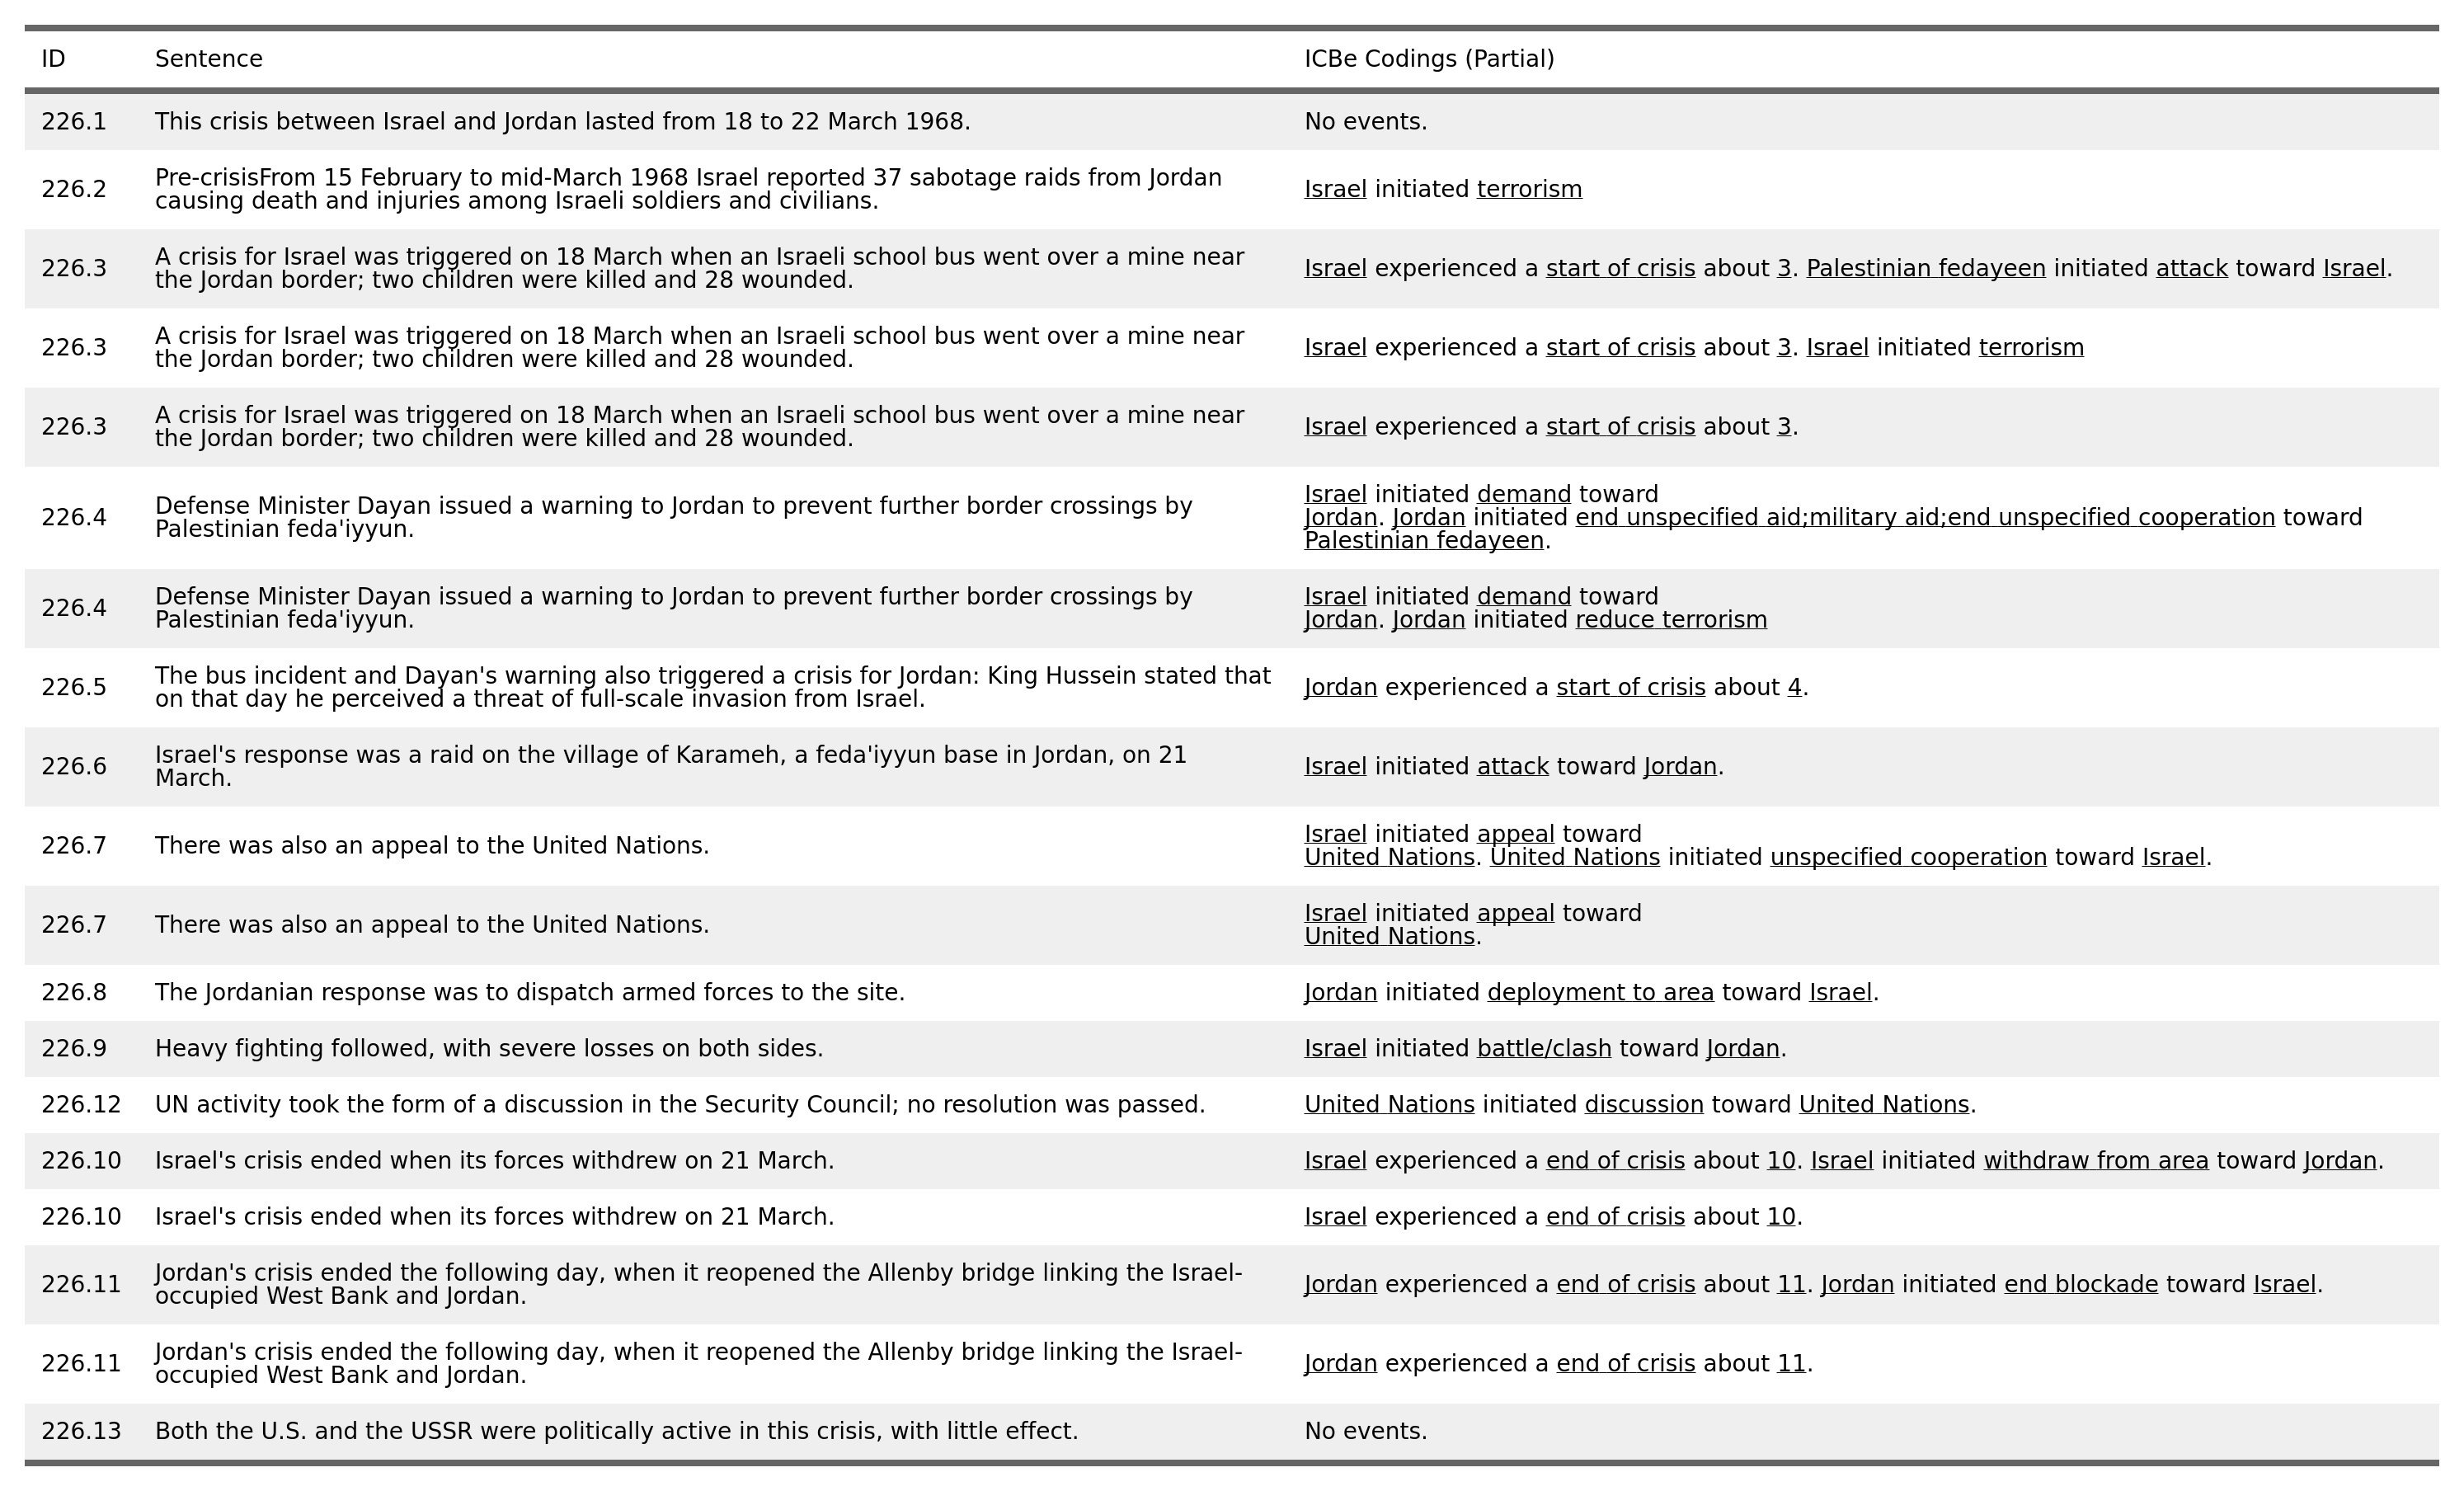 ID Sentence ICBe Codings (Partial)
226.1 This crisis between Israel and Jordan lasted from 18 to 22 March 1968. No events.
226.2 Pre-crisisFrom 15 February to mid-March 1968 Israel reported 37 sabotage raids from Jordan
causing death and injuries among Israeli soldiers and civilians.
Israel initiated terrorism
226.3 A crisis for Israel was triggered on 18 March when an Israeli school bus went over a mine near
the Jordan border; two children were killed and 28 wounded.
Israel experienced a start of crisis about 3. Palestinian fedayeen initiated attack toward Israel.
226.3 A crisis for Israel was triggered on 18 March when an Israeli school bus went over a mine near
the Jordan border; two children were killed and 28 wounded.
Israel experienced a start of crisis about 3. Israel initiated terrorism
226.3 A crisis for Israel was triggered on 18 March when an Israeli school bus went over a mine near
the Jordan border; two children were killed and 28 wounded.
Israel experienced a start of crisis about 3.
226.4 Defense Minister Dayan issued a warning to Jordan to prevent further border crossings by
Palestinian feda'iyyun.
Israel initiated demand toward
Jordan. Jordan initiated end unspecified aid;military aid;end unspecified cooperation toward
Palestinian fedayeen.
226.4 Defense Minister Dayan issued a warning to Jordan to prevent further border crossings by
Palestinian feda'iyyun.
Israel initiated demand toward
Jordan. Jordan initiated reduce terrorism
226.5 The bus incident and Dayan's warning also triggered a crisis for Jordan: King Hussein stated that
on that day he perceived a threat of full-scale invasion from Israel.
Jordan experienced a start of crisis about 4.
226.6 Israel's response was a raid on the village of Karameh, a feda'iyyun base in Jordan, on 21
March.
Israel initiated attack toward Jordan.
226.7 There was also an appeal to the United Nations.
Israel initiated appeal toward
United Nations. United Nations initiated unspecified cooperation toward Israel.
226.7 There was also an appeal to the United Nations.
Israel initiated appeal toward
United Nations.
226.8 The Jordanian response was to dispatch armed forces to the site. Jordan initiated deployment to area toward Israel.
226.9 Heavy fighting followed, with severe losses on both sides. Israel initiated battle/clash toward Jordan.
226.12 UN activity took the form of a discussion in the Security Council; no resolution was passed. United Nations initiated discussion toward United Nations.
226.10 Israel's crisis ended when its forces withdrew on 21 March. Israel experienced a end of crisis about 10. Israel initiated withdraw from area toward Jordan.
226.10 Israel's crisis ended when its forces withdrew on 21 March. Israel experienced a end of crisis about 10.
226.11 Jordan's crisis ended the following day, when it reopened the Allenby bridge linking the Israel-
occupied West Bank and Jordan.
Jordan experienced a end of crisis about 11. Jordan initiated end blockade toward Israel.
226.11 Jordan's crisis ended the following day, when it reopened the Allenby bridge linking the Israel-
occupied West Bank and Jordan.
Jordan experienced a end of crisis about 11.
226.13 Both the U.S. and the USSR were politically active in this crisis, with little effect. No events.